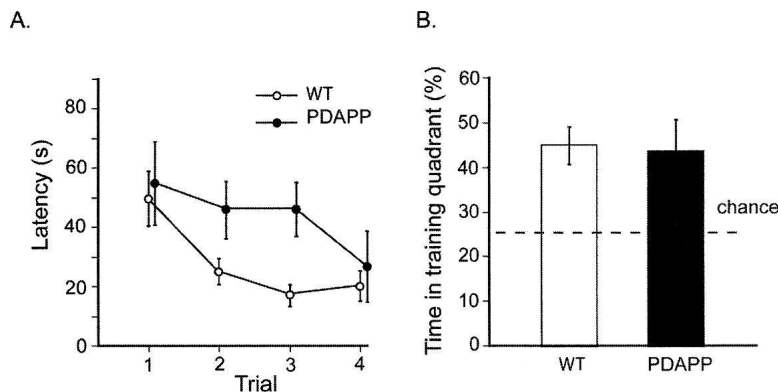 A.
WT
PDAPP
Latency (s)
80
60
40
20
0
1 2 3 4
Trial
B.
Time in training quadrant (%)
60
50
40
30
20
10
0
chance
WT PDAPP